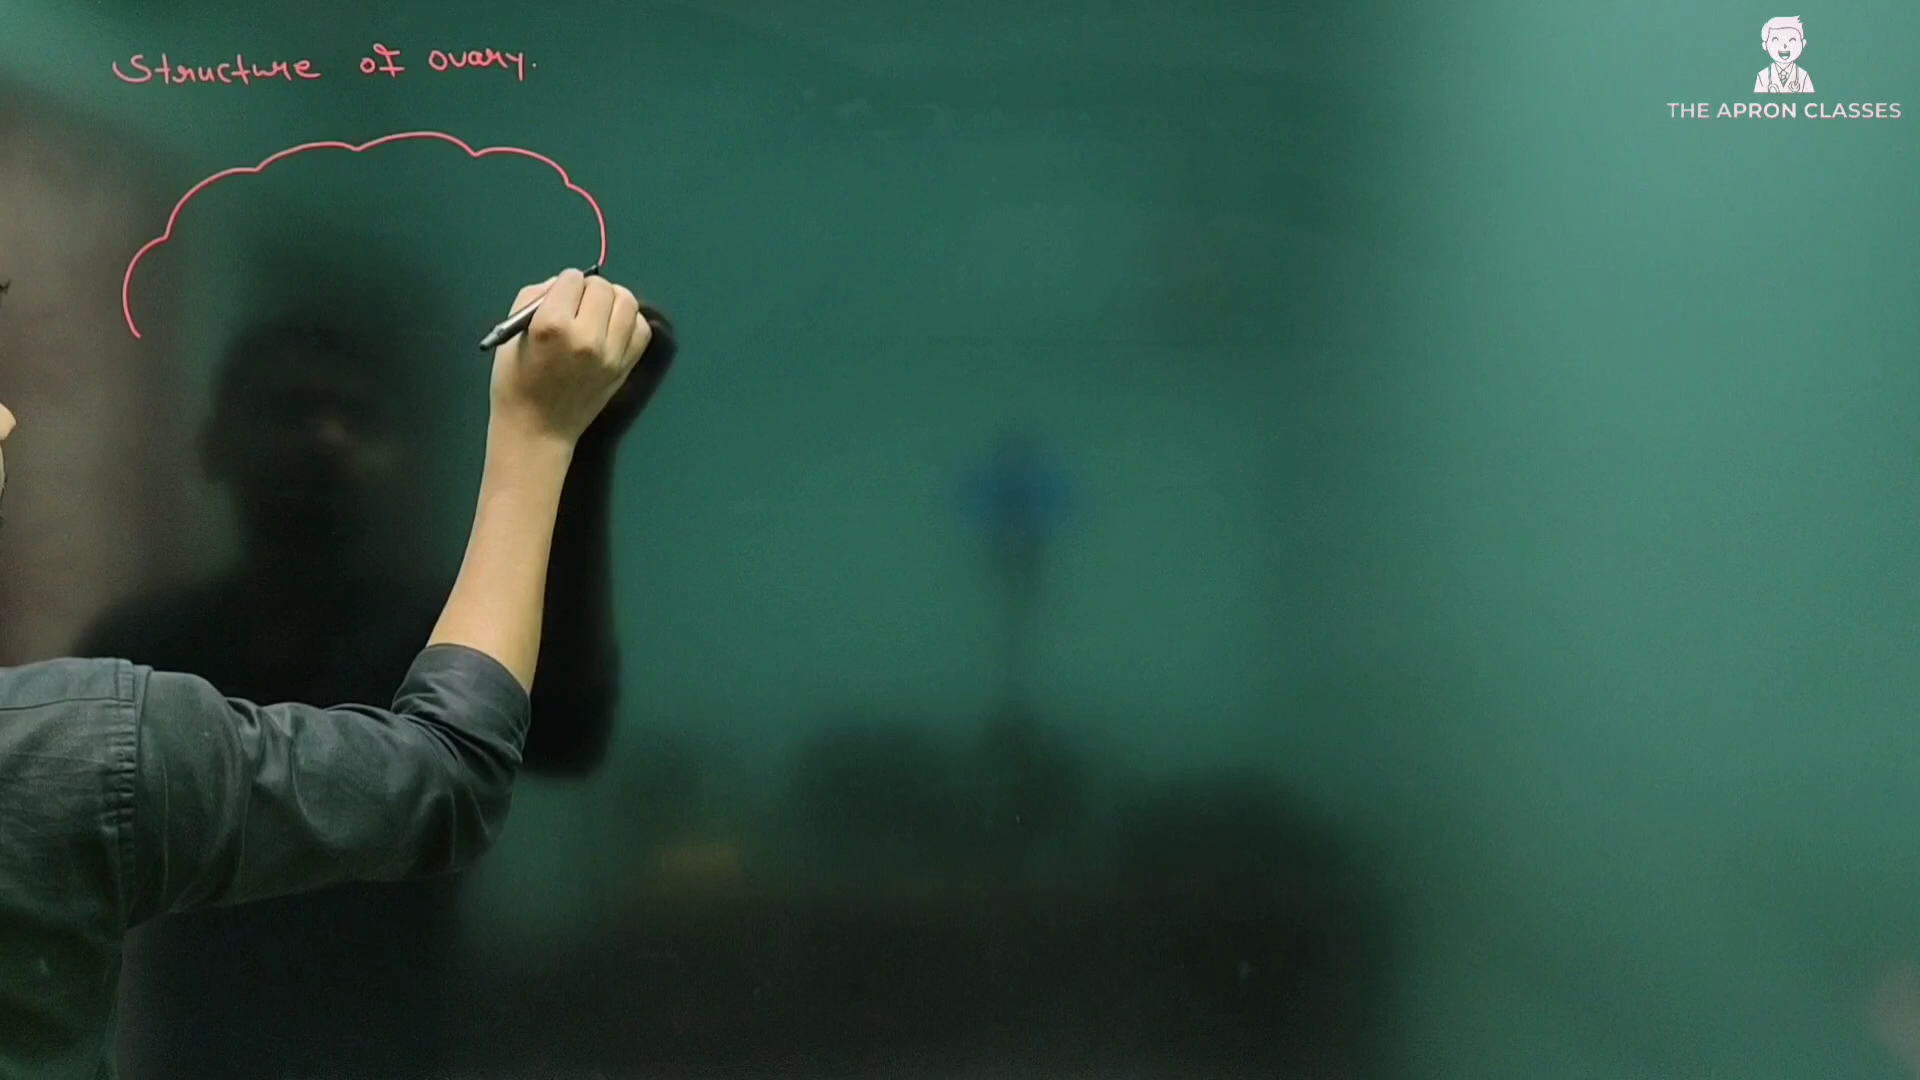 Structure of ovary.
THE APRON CLASSES